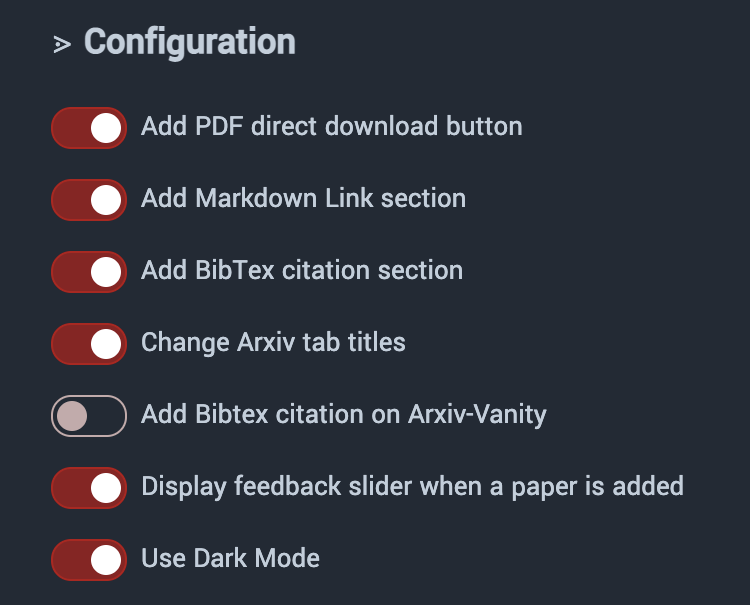 > Configuration
Add PDF direct download button
Add Markdown Link section
Add BibTex citation section
Change Arxiv tab titles
Add Bibtex citation on Arxiv-Vanity
Display feedback slider when a paper is added
Use Dark Mode